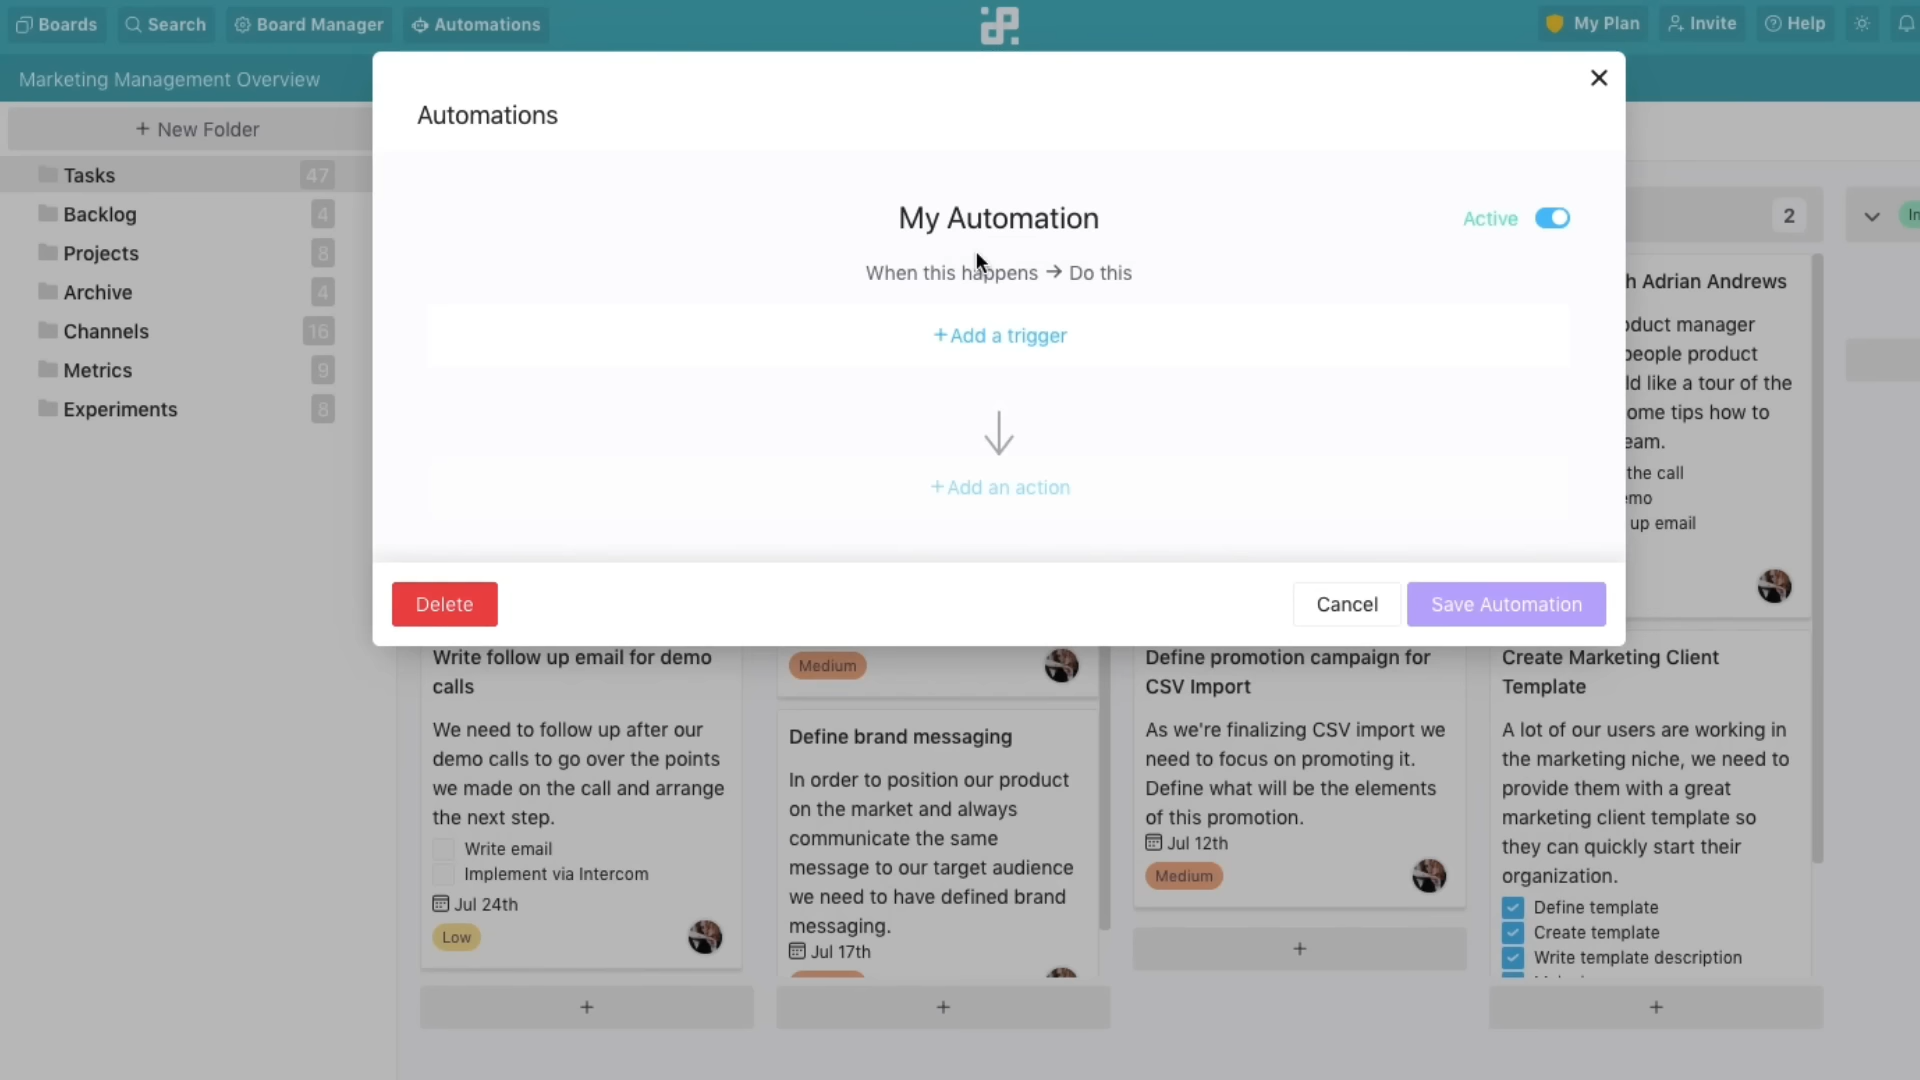 Boards
Search
Board Manager
Automations
My Plan
Invite
Help
Marketing Management Overview
+ New Folder
Tasks 47
Backlog 4
Projects 8
Archive 4
Channels 16
Metrics 9
Experiments 8
Automations
My Automation
Active
When this happens → Do this
+ Add a trigger
+ Add an action
Delete
Cancel
Save Automation
2
h Adrian Andrews
product manager
people product
ld like a tour of the
ome tips how to
eam.
the call
emo
up email
Write follow up email for demo
calls
We need to follow up after our
demo calls to go over the points
we made on the call and arrange
the next step.
Write email
Implement via Intercom
Jul 24th
Low
+
Medium
Define brand messaging
In order to position our product
on the market and always
communicate the same
message to our target audience
we need to have defined brand
messaging.
Jul 17th
+
Define promotion campaign for
CSV Import
As we're finalizing CSV import we
need to focus on promoting it.
Define what will be the elements
of this promotion.
Jul 12th
Medium
+
Create Marketing Client
Template
A lot of our users are working in
the marketing niche, we need to
provide them with a great
marketing client template so
they can quickly start their
organization.
Define template
Create template
Write template description
+